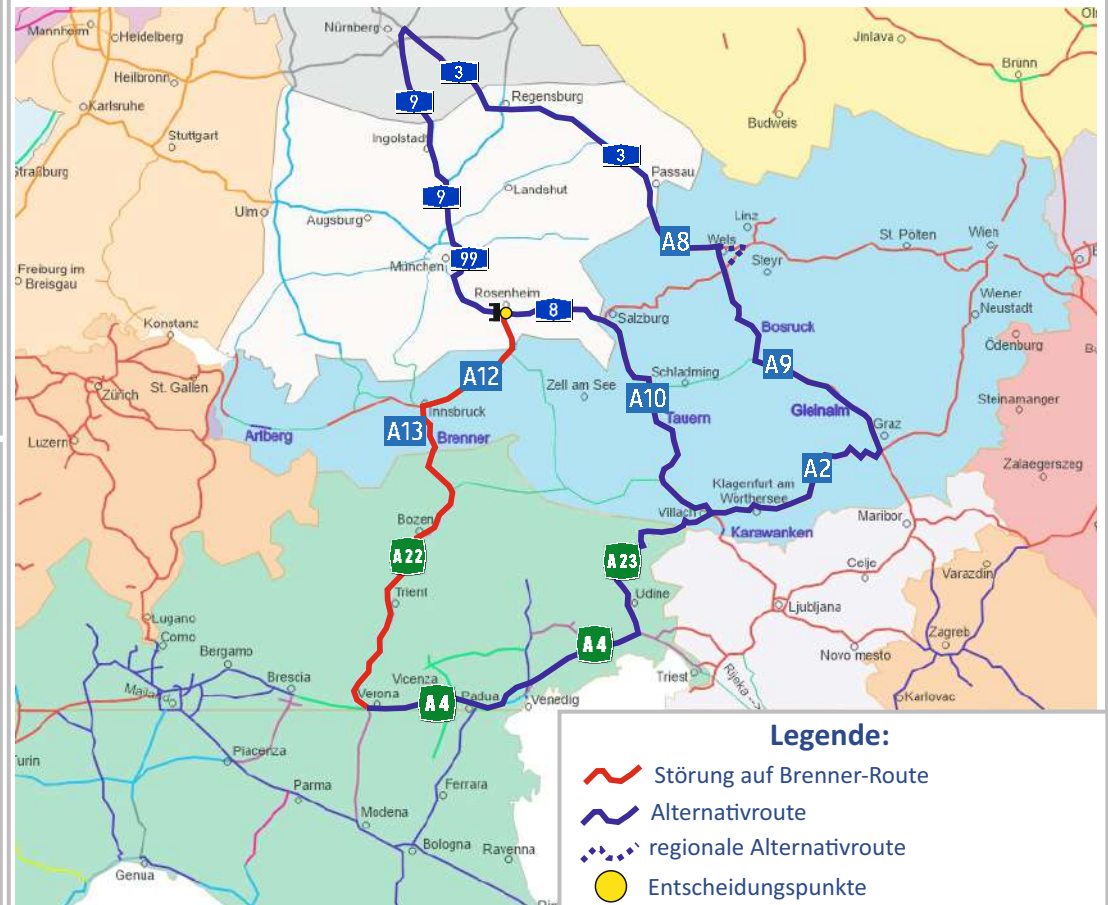 Mannheim
Heidelberg
Nürnberg
Jinlava
Brünn
Heilbronn
3
9
Regensburg
Karlsruhe
Budweis
Stuttgart
Ingolstadt
3
Straßburg
Passau
9
Landshut
Ulm
Augsburg
Linz
A8
Wels
St. Pölten
Wien
München
99
Steyr
Freiburg im
Breisgau
Rosenheim
8
Salzburg
Wiener
Neustadt
Konstanz
Bosruck
Ödenburg
A12
Schladming
A9
Zürich
St. Gallen
Zell am See
A10
Steinamanger
Innsbruck
Tauern
Gleinalm
Luzern
Arlberg
A13
Brenner
Graz
A2
Zalaegerszeg
Klagenfurt am
Wörthersee
Villach
Maribor
Bozen
Karawanken
A22
A23
Celje
Varazdin
Trient
Udine
Ljubljana
Lugano
Como
A4
Zagreb
Bergamo
Novo mesto
Brescia
Vicenza
Triest
Rijeka -->
Mailand
Verona
A4
Padua
Venedig
Karlovac
Legende:
Piacenza
Störung auf Brenner-Route
Parma
Ferrara
Alternativroute
Modena
Bologna
Ravenna
regionale Alternativroute
Genua
Entscheidungspunkte